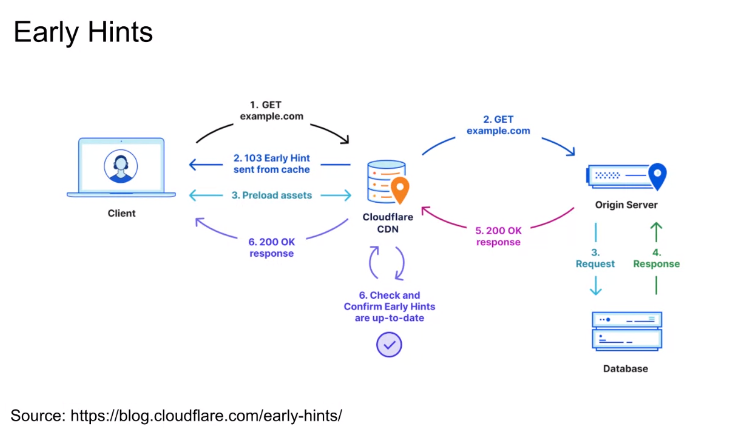 Early Hints
1. GET
example.com
2. GET
example.com
2. 103 Early Hint
sent from cache
3. Preload assets
Client
Cloudflare
CDN
Origin Server
6. 200 OK
response
5. 200 OK
response
3.
Request
4.
Response
6. Check and
Confirm Early Hints
are up-to-date
Database
Source: https://blog.cloudflare.com/early-hints/